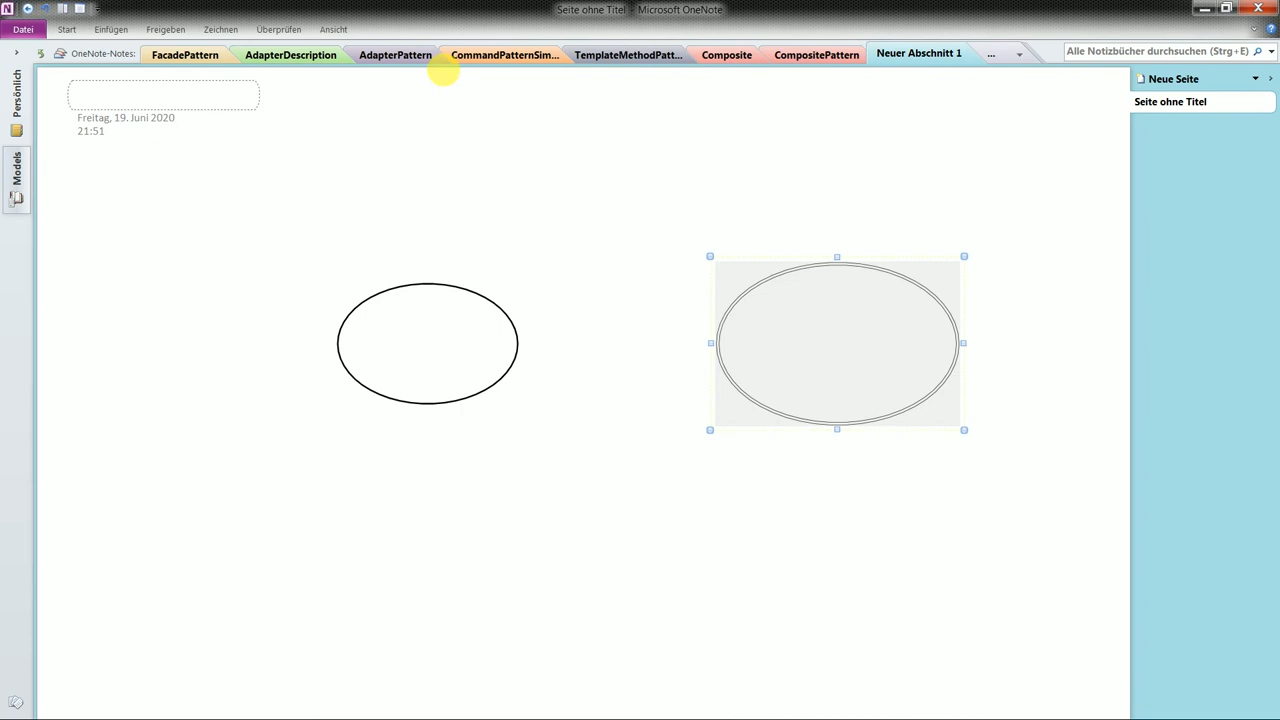 Seite ohne Titel - Microsoft OneNote
Datei Start Einfügen Freigeben Zeichnen Überprüfen Ansicht
OneNote-Notes: FacadePattern AdapterDescription AdapterPattern CommandPatternSim... TemplateMethodPatt... Composite CompositePattern Neuer Abschnitt 1 ... Alle Notizbücher durchsuchen (Strg+E)
Persönlich
Models
Neue Seite
Seite ohne Titel
Freitag, 19. Juni 2020
21:51